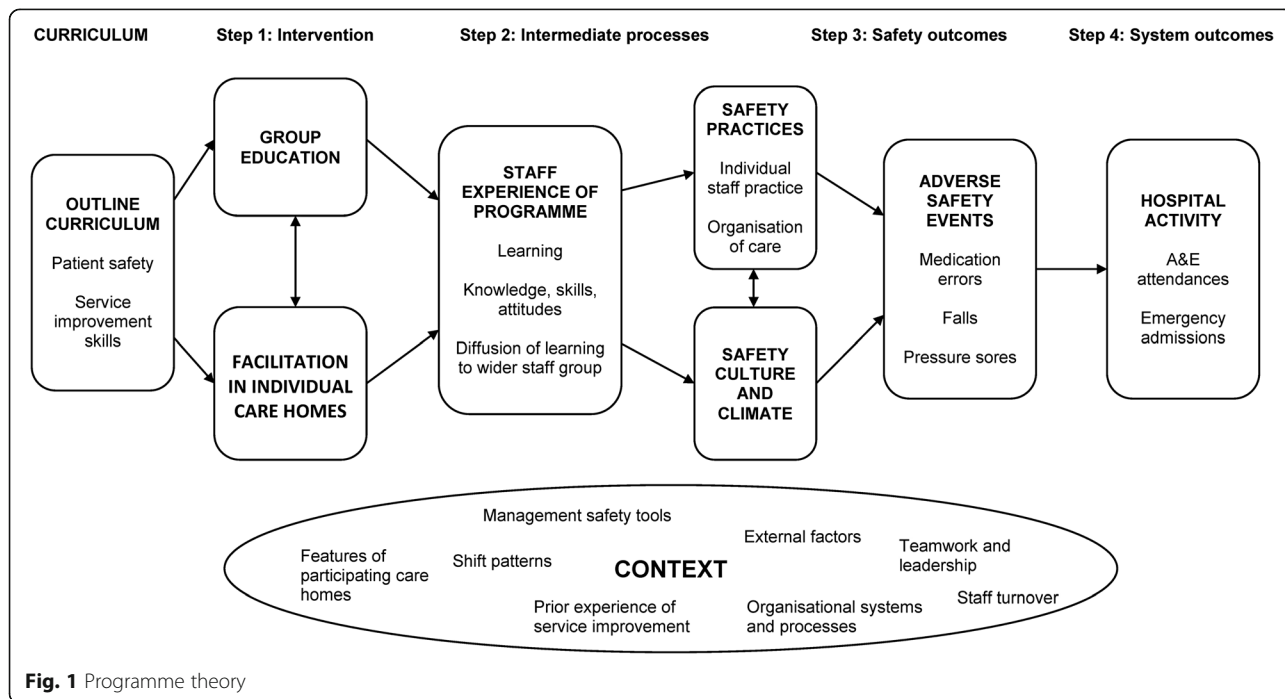 CURRICULUM
Step 1: Intervention
Step 2: Intermediate processes
Step 3: Safety outcomes
Step 4: System outcomes
OUTLINE
CURRICULUM
Patient safety
Service
improvement
skills
GROUP
EDUCATION
FACILITATION
IN INDIVIDUAL
CARE HOMES
STAFF
EXPERIENCE OF
PROGRAMME
Learning
Knowledge, skills,
attitudes
Diffusion of learning
to wider staff group
SAFETY
PRACTICES
Individual
staff practice
Organisation
of care
SAFETY
CULTURE
AND
CLIMATE
ADVERSE
SAFETY
EVENTS
Medication
errors
Falls
Pressure sores
HOSPITAL
ACTIVITY
A&E
attendances
Emergency
admissions
Management safety tools
External factors
Features of
participating care
homes
Shift patterns
CONTEXT
Teamwork and
leadership
Prior experience of
service improvement
Organisational systems
and processes
Staff turnover
Fig. 1 Programme theory